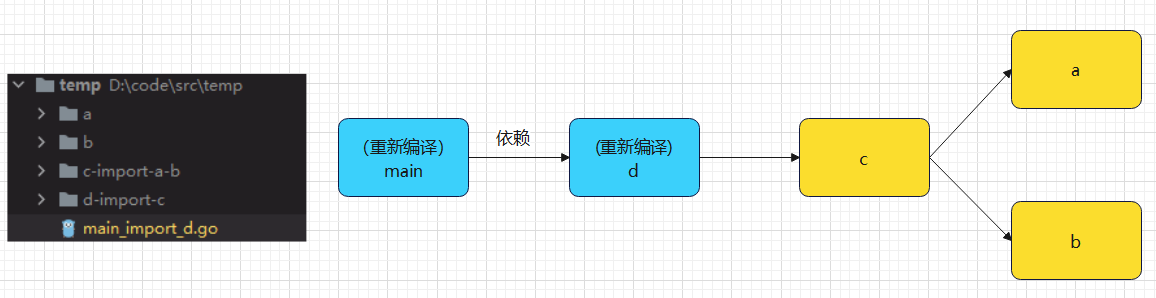 temp D:\code\src\temp
a
b
c-import-a-b
d-import-c
main_import_d.go
(重新编译)
main
依赖
(重新编译)
d
c
a
b